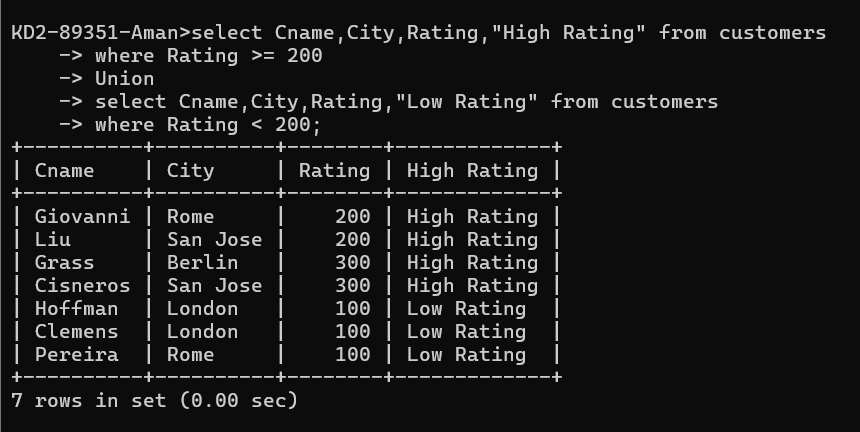 KD2-89351-Aman>select Cname,City,Rating,"High Rating" from customers
    -> where Rating >= 200
    -> Union
    -> select Cname,City,Rating,"Low Rating" from customers
    -> where Rating < 200;
+----------+----------+--------+-------------+
| Cname    | City     | Rating | High Rating |
+----------+----------+--------+-------------+
| Giovanni | Rome     |    200 | High Rating |
| Liu      | San Jose |    200 | High Rating |
| Grass    | Berlin   |    300 | High Rating |
| Cisneros | San Jose |    300 | High Rating |
| Hoffman  | London   |    100 | Low Rating  |
| Clemens  | London   |    100 | Low Rating  |
| Pereira  | Rome     |    100 | Low Rating  |
+----------+----------+--------+-------------+
7 rows in set (0.00 sec)